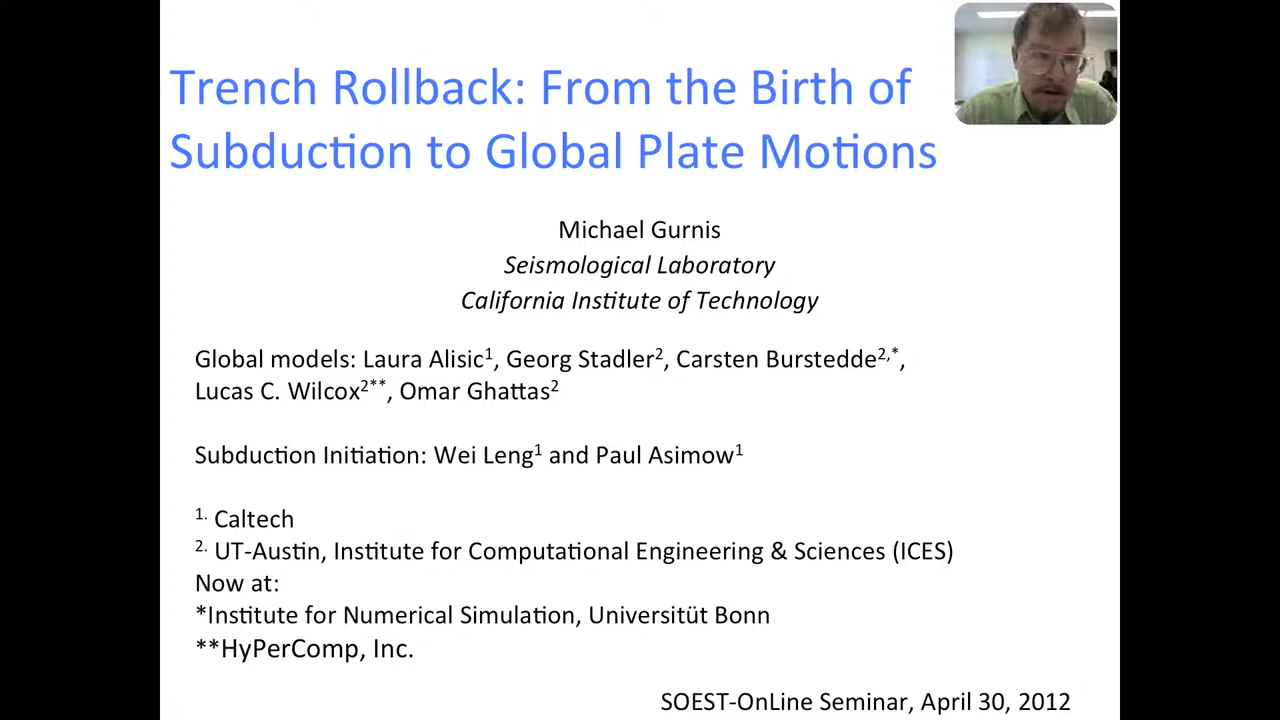 Trench Rollback: From the Birth of
Subduction to Global Plate Motions
Michael Gurnis
Seismological Laboratory
California Institute of Technology
Global models: Laura Alisic¹, Georg Stadler², Carsten Burstedde²,*,
Lucas C. Wilcox²**, Omar Ghattas²
Subduction Initiation: Wei Leng¹ and Paul Asimow¹
1. Caltech
2. UT-Austin, Institute for Computational Engineering & Sciences (ICES)
Now at:
*Institute for Numerical Simulation, Universitüt Bonn
**HyPerComp, Inc.
SOEST-OnLine Seminar, April 30, 2012